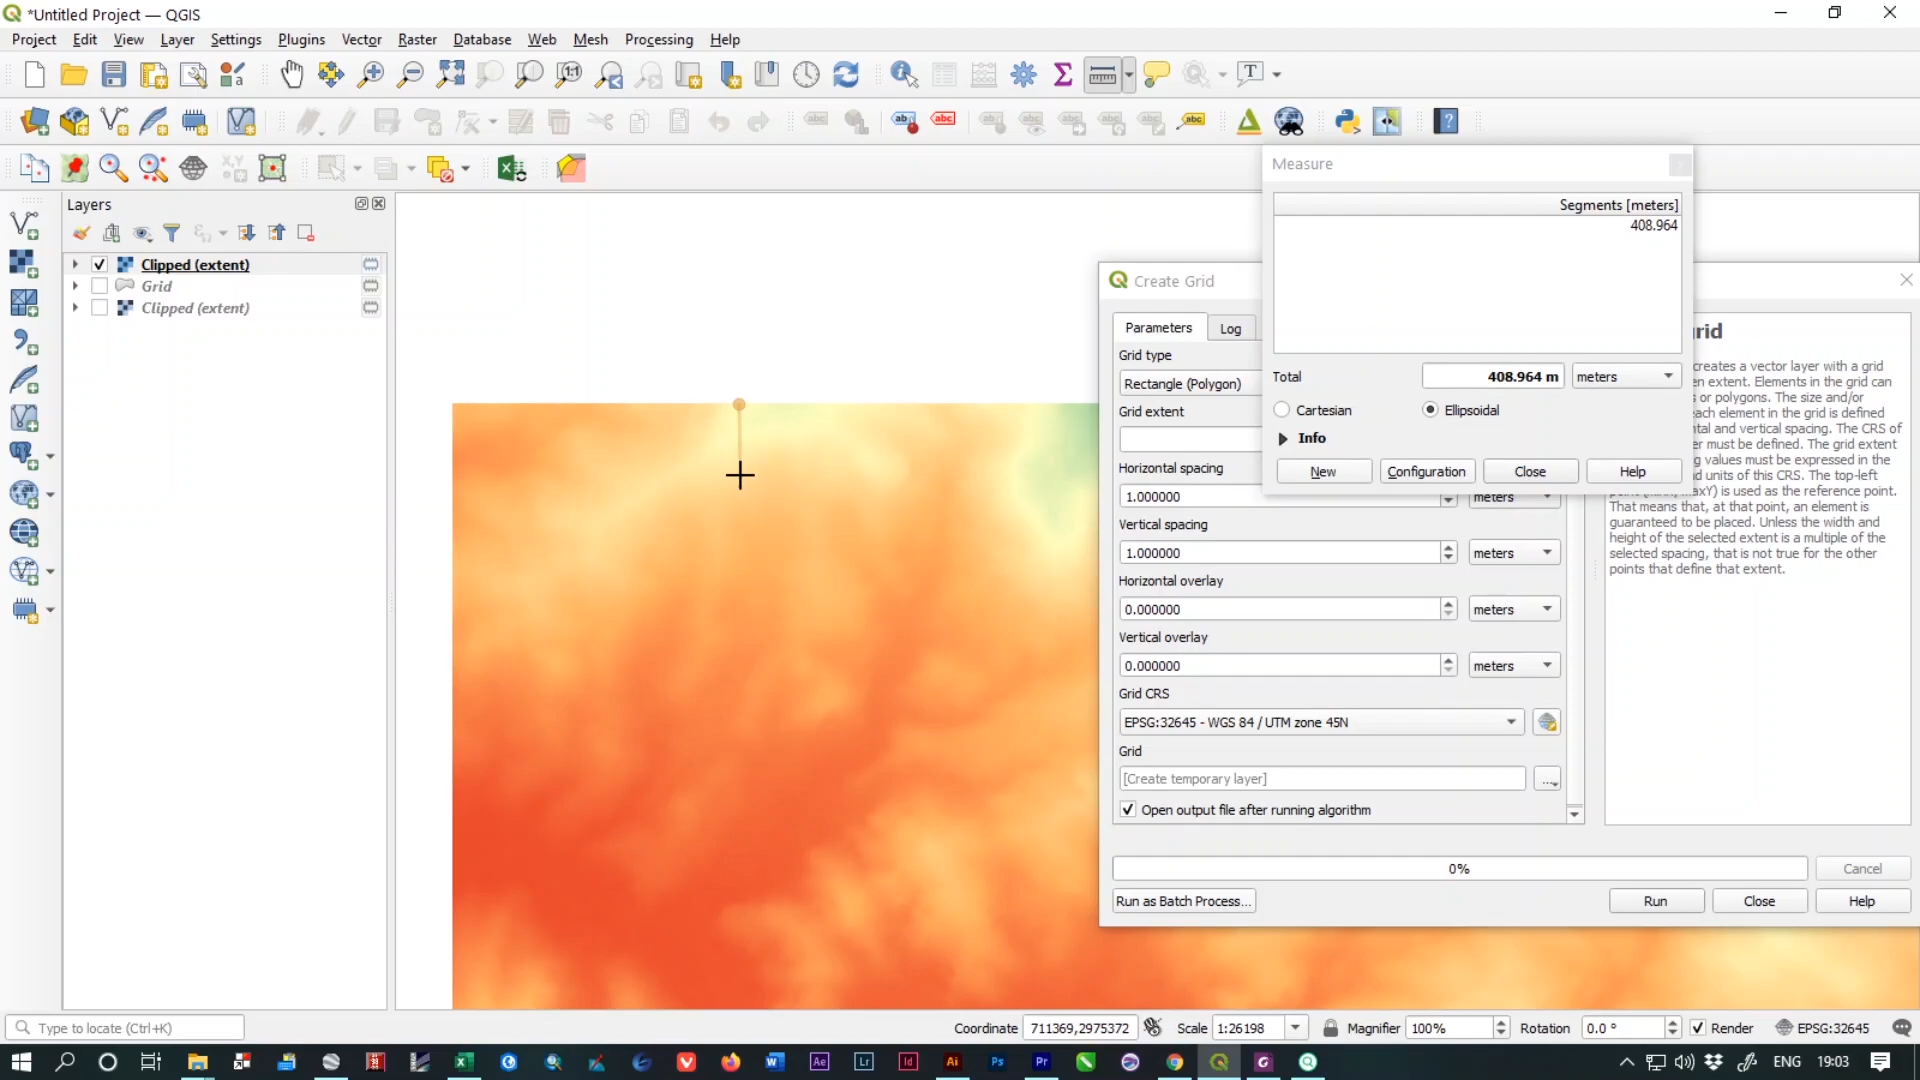 *Untitled Project — QGIS
Project Edit View Layer Settings Plugins Vector Raster Database Web Mesh Processing Help
Measure
Layers
Segments [meters]
408.964
Clipped (extent)
Grid
Clipped (extent)
Create Grid
Parameters Log
Grid type
Rectangle (Polygon)
Grid extent
Total 408.964 m meters
Cartesian Ellipsoidal
Info
New Configuration Close Help
Horizontal spacing
1.000000 meters
Vertical spacing
1.000000 meters
Horizontal overlay
0.000000 meters
Vertical overlay
0.000000 meters
Grid CRS
EPSG:32645 - WGS 84 / UTM zone 45N
Grid
[Create temporary layer] ...
Open output file after running algorithm
rid
creates a vector layer with a grid
en extent. Elements in the grid can
s or polygons. The size and/or
each element in the grid is defined
ntal and vertical spacing. The CRS of
er must be defined. The grid extent
g values must be expressed in the
nd units of this CRS. The top-left
point (minX, maxY) is used as the reference point.
That means that, at that point, an element is
guaranteed to be placed. Unless the width and
height of the selected extent is a multiple of the
selected spacing, that is not true for the other
points that define that extent.
0% Cancel
Run as Batch Process... Run Close Help
Type to locate (Ctrl+K) Coordinate 711369,2975372 Scale 1:26198 Magnifier 100% Rotation 0.0 ° Render EPSG:32645
ENG 19:03